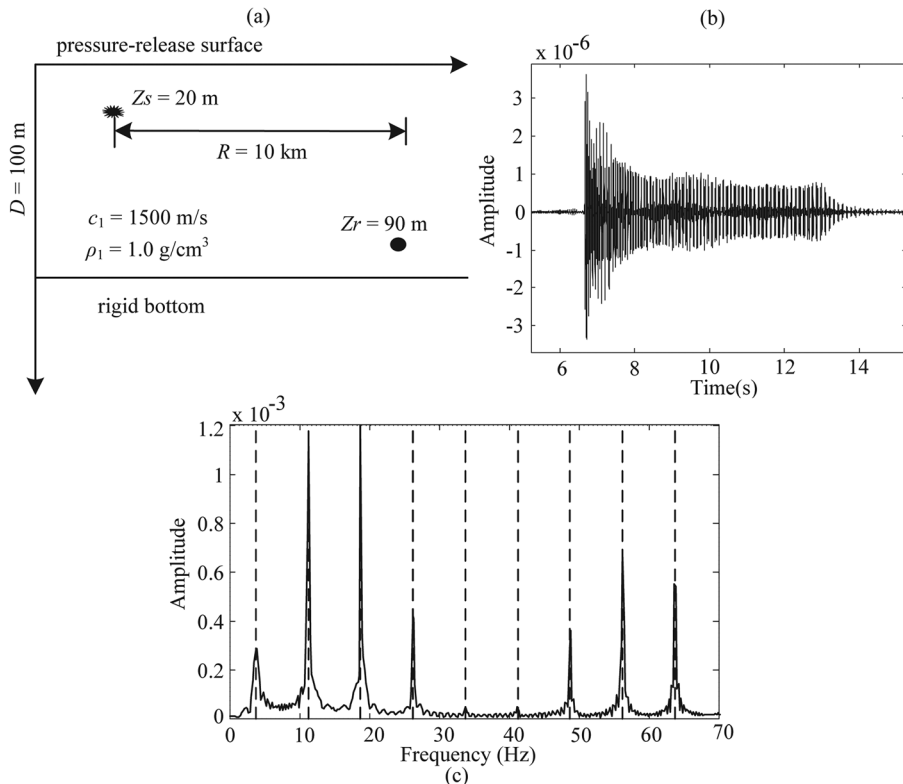 (a)
pressure-release surface
Zs = 20 m
R = 10 km
D = 100 m
c₁ = 1500 m/s
ρ₁ = 1.0 g/cm³
Zr = 90 m
rigid bottom
(b)
x 10⁻⁶
3
2
1
0
-1
-2
-3
Amplitude
6 8 10 12 14
Time(s)
x 10⁻³
1.2
1
0.8
0.6
0.4
0.2
0
Amplitude
0 10 20 30 40 50 60 70
Frequency (Hz)
(c)